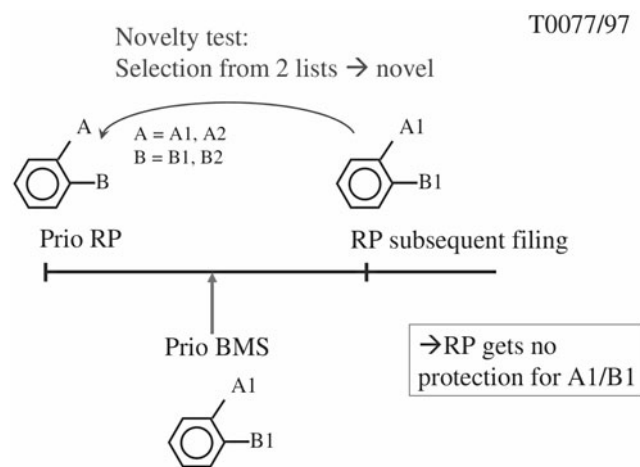 T0077/97
Novelty test:
Selection from 2 lists → novel
A
A = A1, A2
B = B1, B2
B
A1
B1
Prio RP
RP subsequent filing
Prio BMS
→RP gets no
protection for A1/B1
A1
B1